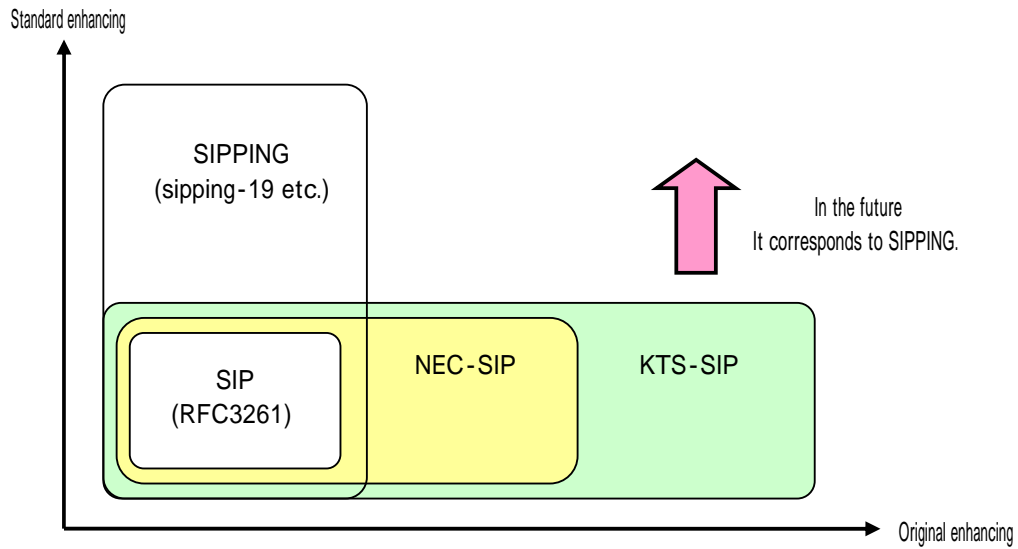 Standard enhancing
SIPPING
(sipping-19 etc.)
In the future
It corresponds to SIPPING.
SIP
(RFC3261)
NEC-SIP
KTS-SIP
Original enhancing